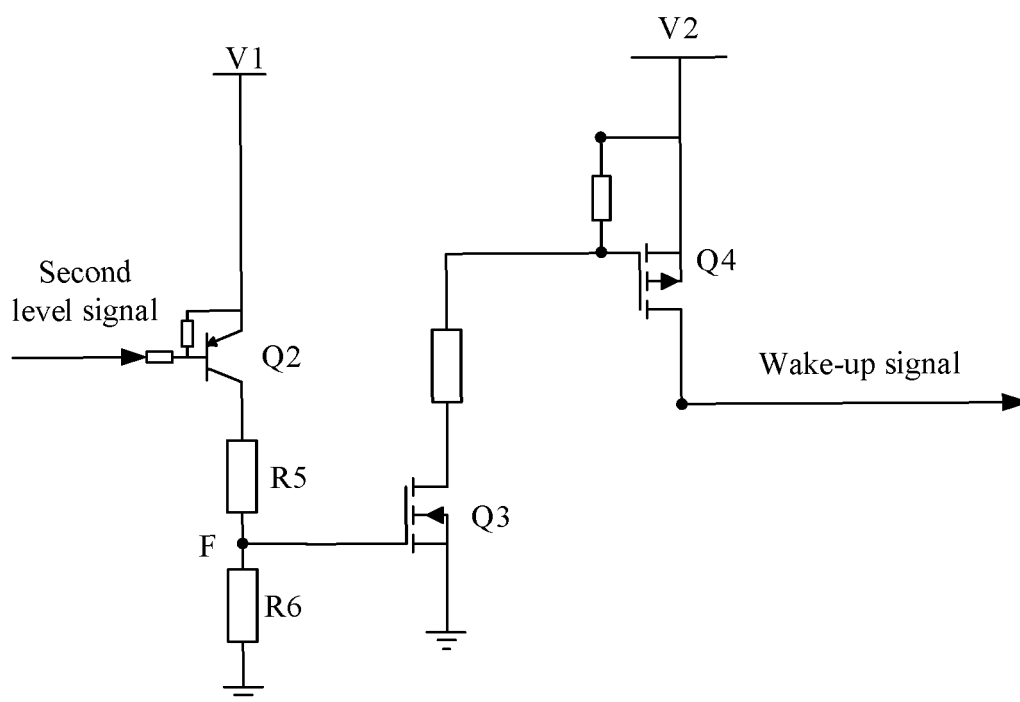 V2
V1
Q4
Second
level signal
Q2
Wake-up signal
R5
Q3
F
R6